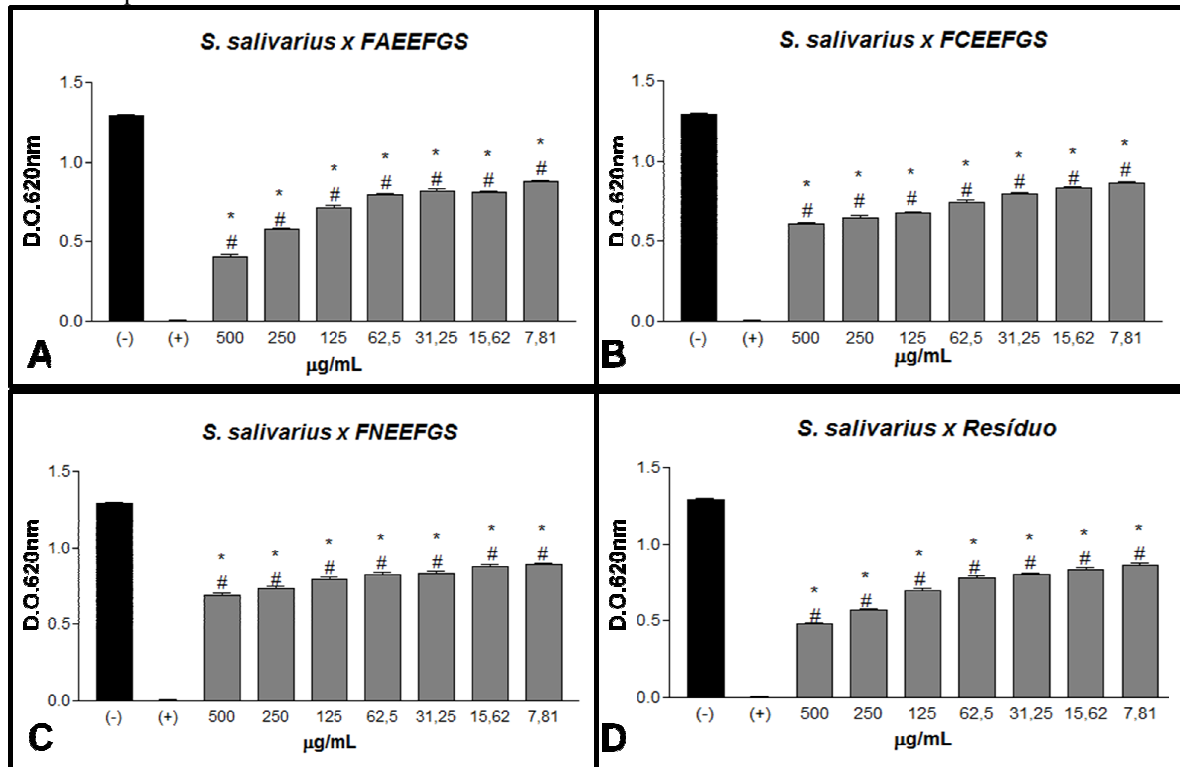 S. salivarius x FAEEFGS
D.O.620nm
1.5
1.0
0.5
0.0
* * * * * * *
# # # # # # #
(-) (+) 500 250 125 62,5 31,25 15,62 7,81
µg/mL
A
S. salivarius x FCEEFGS
D.O.620nm
1.5
1.0
0.5
0.0
* * * * * * *
# # # # # # #
(-) (+) 500 250 125 62,5 31,25 15,62 7,81
µg/mL
B
S. salivarius x FNEEFGS
D.O.620nm
1.5
1.0
0.5
0.0
* * * * * * *
# # # # # # #
(-) (+) 500 250 125 62,5 31,25 15,62 7,81
µg/mL
C
S. salivarius x Resíduo
D.O.620nm
1.5
1.0
0.5
0.0
* * * * * * *
# # # # # # #
(-) (+) 500 250 125 62,5 31,25 15,62 7,81
µg/mL
D